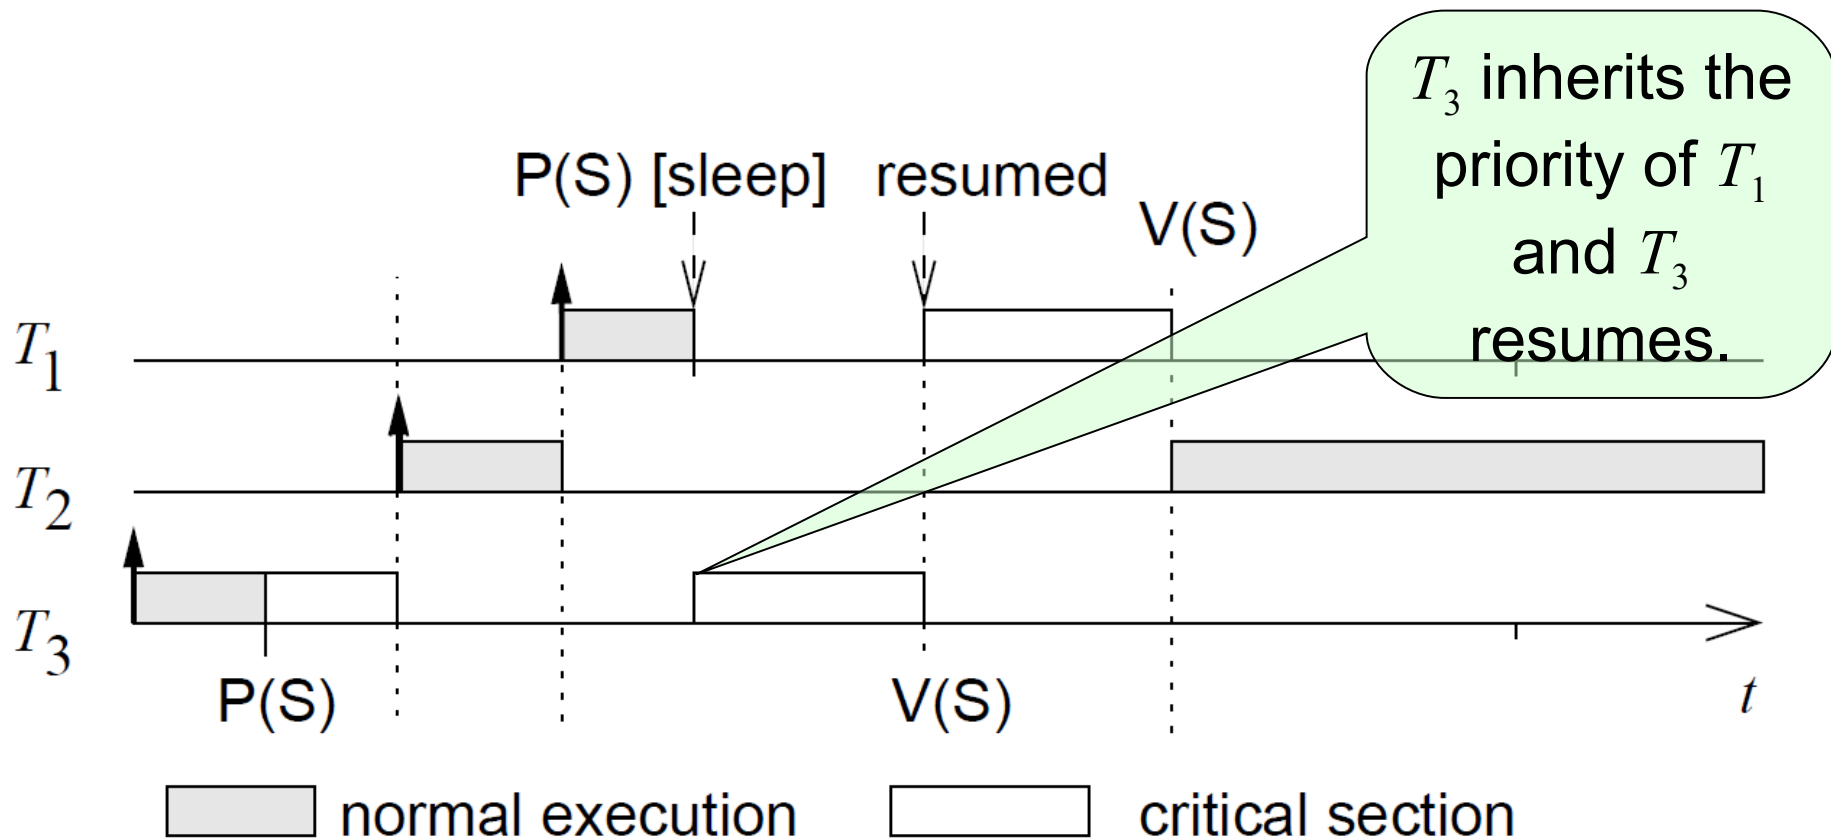 T₃ inherits the
priority of T₁
and T₃
resumes.
P(S) [sleep] resumed
V(S)
T₁
T₂
T₃
P(S)
V(S)
t
normal execution
critical section